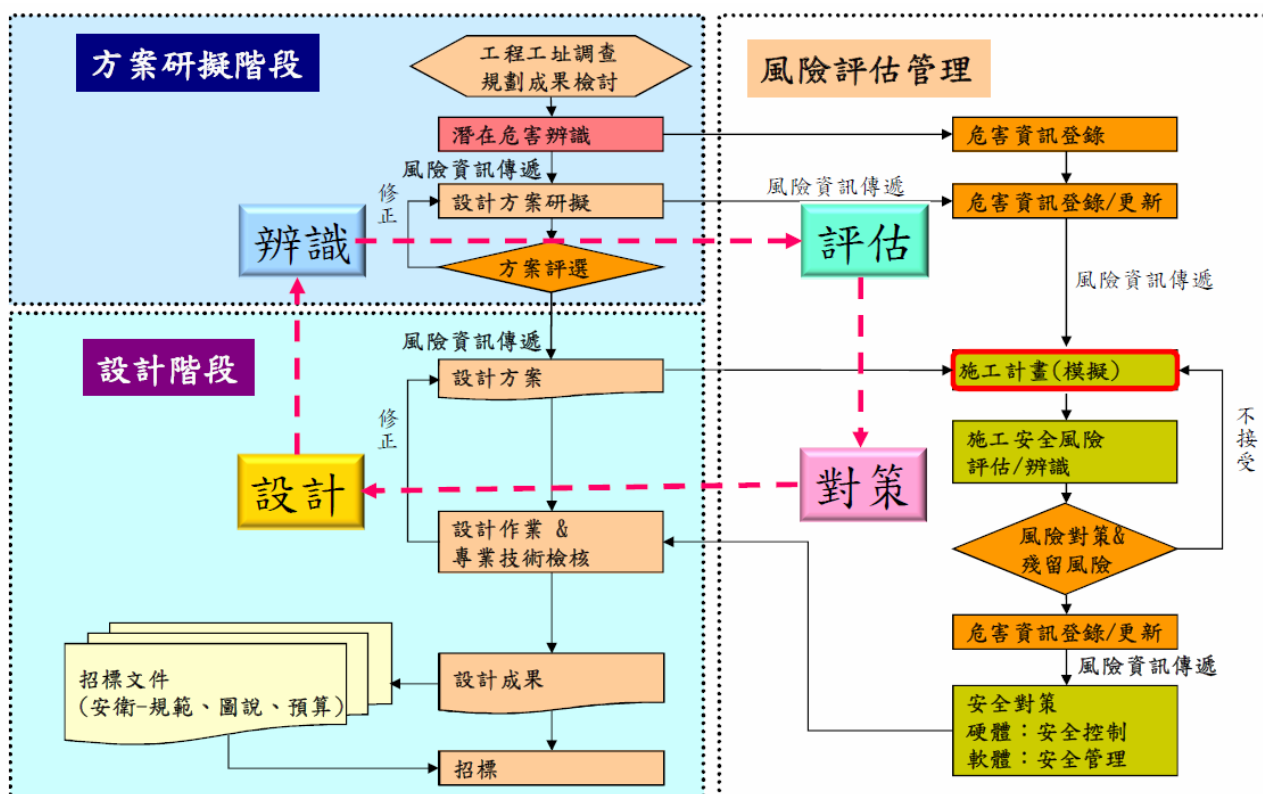 方案研擬階段
工程工址調查
規劃成果檢討
潛在危害辨識
風險資訊傳遞
修正
設計方案研擬
辨識
方案評選
設計階段
風險資訊傳遞
設計方案
修正
設計
設計作業 &
專業技術檢核
招標文件
(安衛-規範、圖說、預算)
設計成果
招標
風險評估管理
危害資訊登錄
風險資訊傳遞
危害資訊登錄/更新
評估
風險資訊傳遞
施工計畫(模擬)
不接受
施工安全風險
評估/辨識
對策
風險對策&
殘留風險
危害資訊登錄/更新
風險資訊傳遞
安全對策
硬體：安全控制
軟體：安全管理